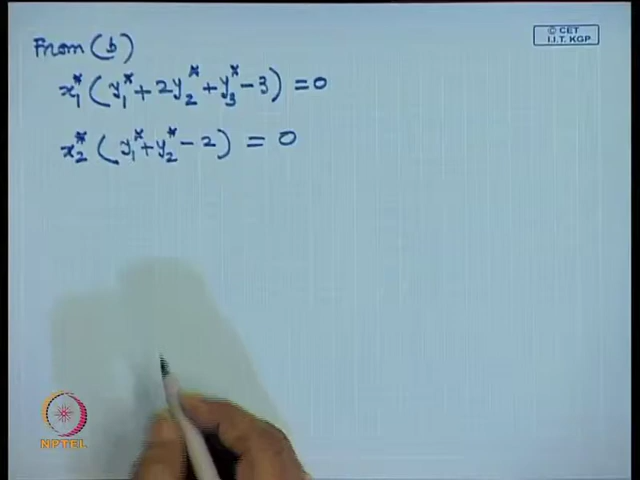 From (b)
© CET
I.I.T. KGP
x₁* (y₁* + 2y₂* + y₃* - 3) = 0
x₂* (y₁* + y₂* - 2) = 0
NPTEL